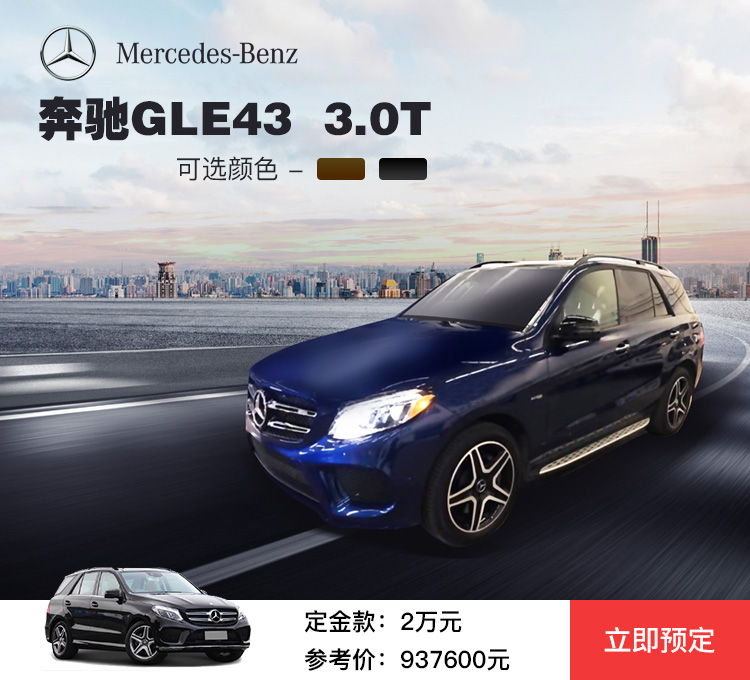 Mercedes-Benz
奔驰GLE43 3.0T
可选颜色 –
定金款：2万元
参考价：937600元
立即预定